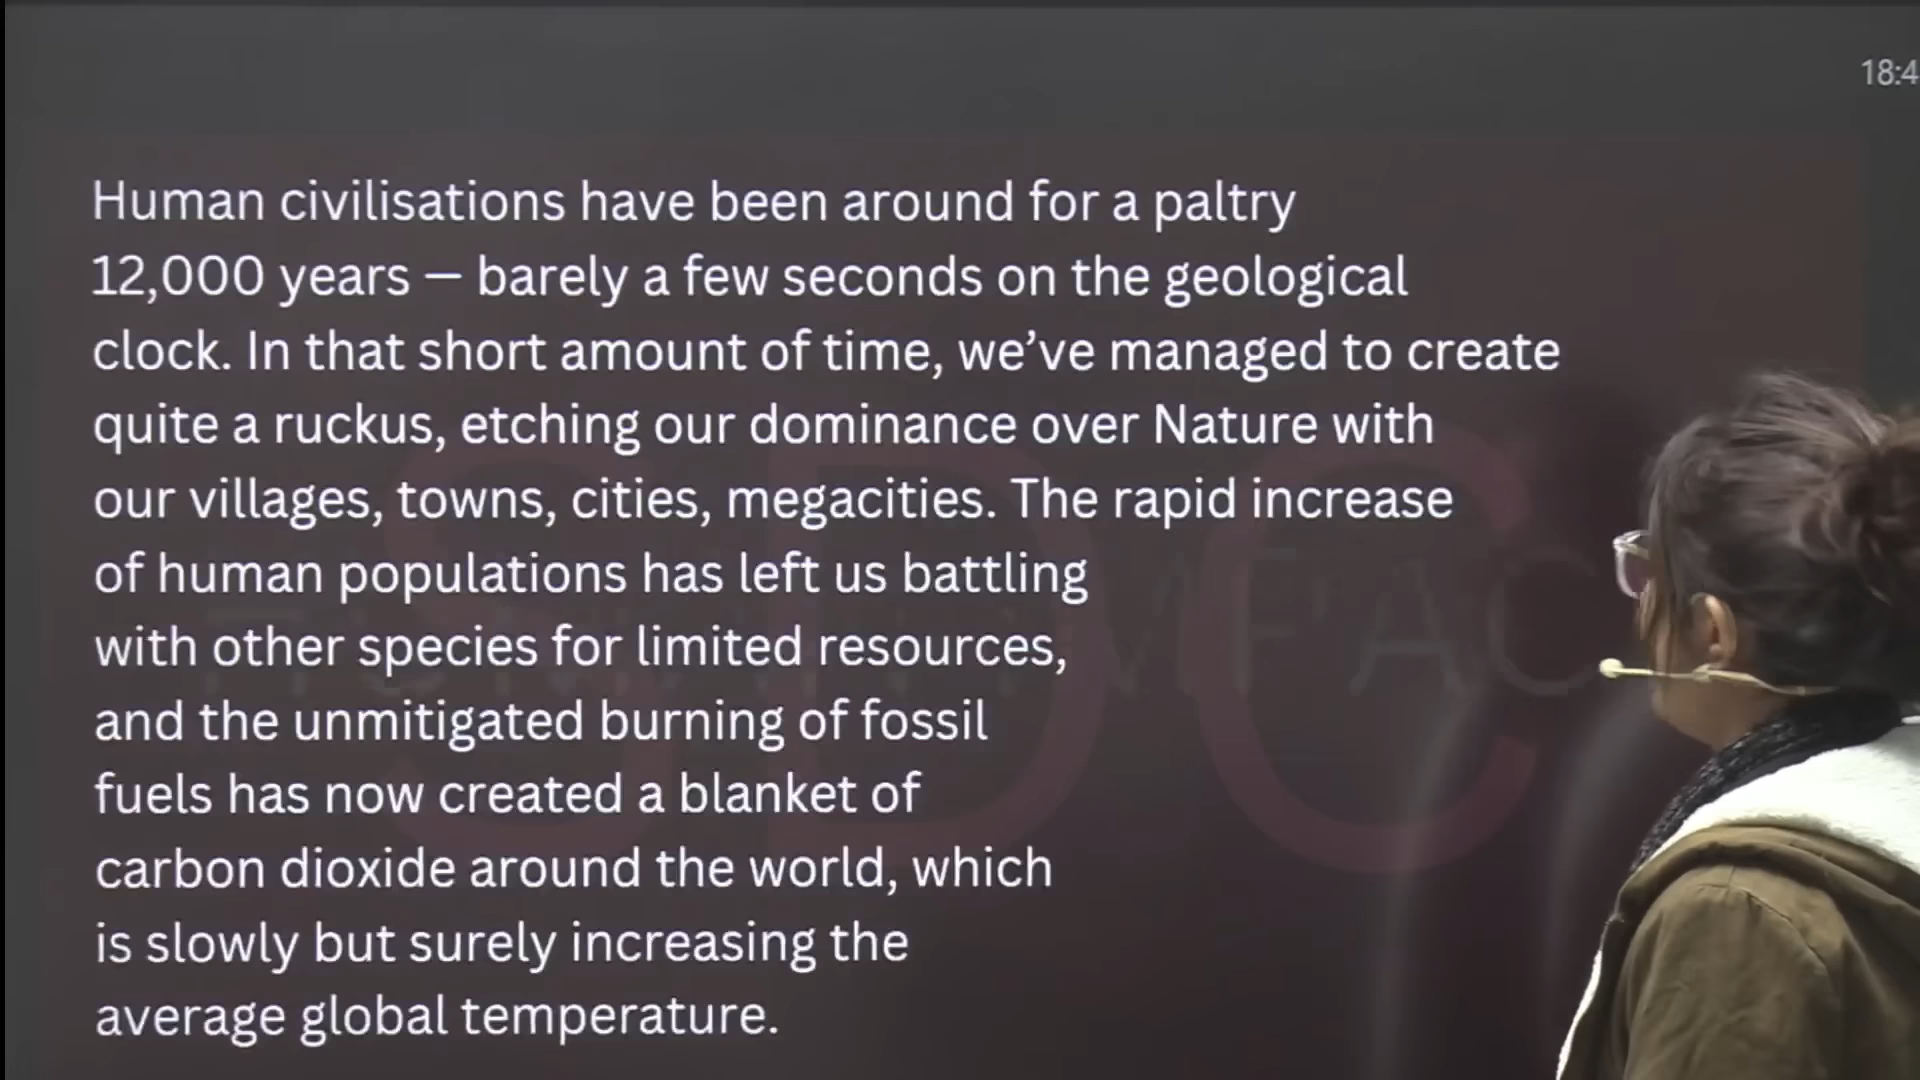 18:4
Human civilisations have been around for a paltry
12,000 years — barely a few seconds on the geological
clock. In that short amount of time, we’ve managed to create
quite a ruckus, etching our dominance over Nature with
our villages, towns, cities, megacities. The rapid increase
of human populations has left us battling
with other species for limited resources,
and the unmitigated burning of fossil
fuels has now created a blanket of
carbon dioxide around the world, which
is slowly but surely increasing the
average global temperature.
SDC